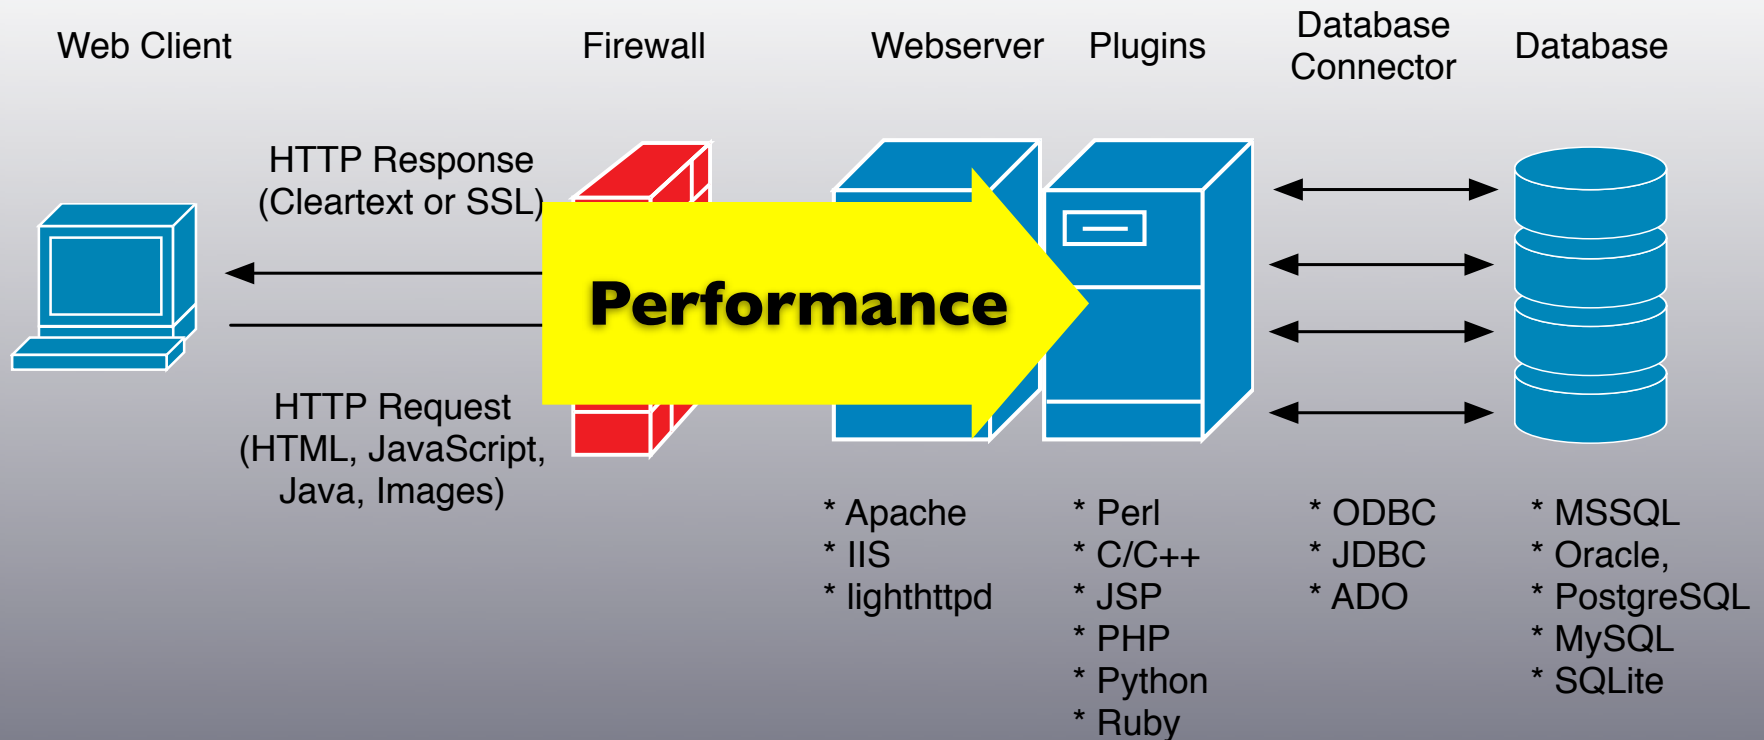 Web Client
Firewall
Webserver
Plugins
Database
Connector
Database
HTTP Response
(Cleartext or SSL)
Performance
HTTP Request
(HTML, JavaScript,
Java, Images)
* Apache
* IIS
* lighthttpd
* Perl
* C/C++
* JSP
* PHP
* Python
* Ruby
* ODBC
* JDBC
* ADO
* MSSQL
* Oracle,
* PostgreSQL
* MySQL
* SQLite